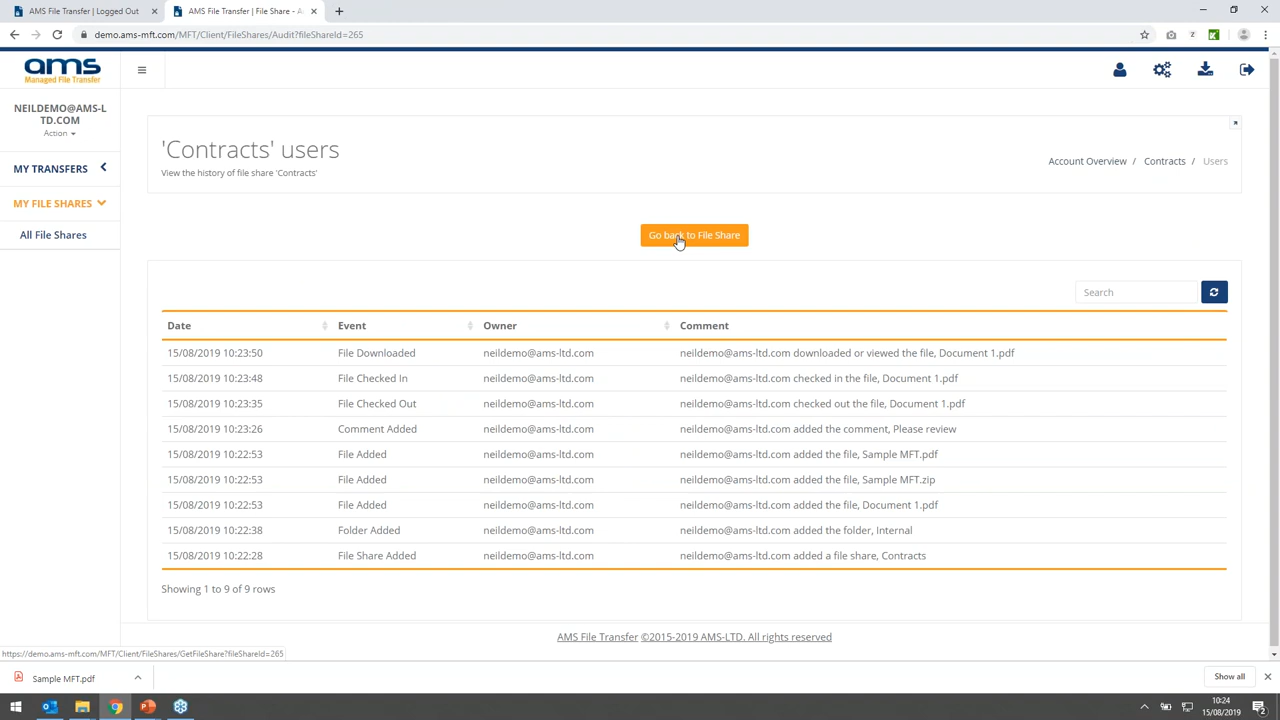 AMS File Transfer | Logged Out
AMS File Transfer | File Share - A
demo.ams-mft.com/MFT/Client/FileShares/Audit?fileShareId=265
ams
Managed File Transfer
NEILDEMO@AMS-L
TD.COM
Action
MY TRANSFERS
MY FILE SHARES
All File Shares
'Contracts' users
View the history of file share 'Contracts'
Account Overview / Contracts / Users
Go back to File Share
Search
Date Event Owner Comment
15/08/2019 10:23:50 File Downloaded neildemo@ams-ltd.com neildemo@ams-ltd.com downloaded or viewed the file, Document 1.pdf
15/08/2019 10:23:48 File Checked In neildemo@ams-ltd.com neildemo@ams-ltd.com checked in the file, Document 1.pdf
15/08/2019 10:23:35 File Checked Out neildemo@ams-ltd.com neildemo@ams-ltd.com checked out the file, Document 1.pdf
15/08/2019 10:23:26 Comment Added neildemo@ams-ltd.com neildemo@ams-ltd.com added the comment, Please review
15/08/2019 10:22:53 File Added neildemo@ams-ltd.com neildemo@ams-ltd.com added the file, Sample MFT.pdf
15/08/2019 10:22:53 File Added neildemo@ams-ltd.com neildemo@ams-ltd.com added the file, Sample MFT.zip
15/08/2019 10:22:53 File Added neildemo@ams-ltd.com neildemo@ams-ltd.com added the file, Document 1.pdf
15/08/2019 10:22:38 Folder Added neildemo@ams-ltd.com neildemo@ams-ltd.com added the folder, Internal
15/08/2019 10:22:28 File Share Added neildemo@ams-ltd.com neildemo@ams-ltd.com added a file share, Contracts
Showing 1 to 9 of 9 rows
AMS File Transfer ©2015-2019 AMS-LTD. All rights reserved
https://demo.ams-mft.com/MFT/Client/FileShares/GetFileShare?fileShareId=265
Sample MFT.pdf
Show all
10:24
15/08/2019
2